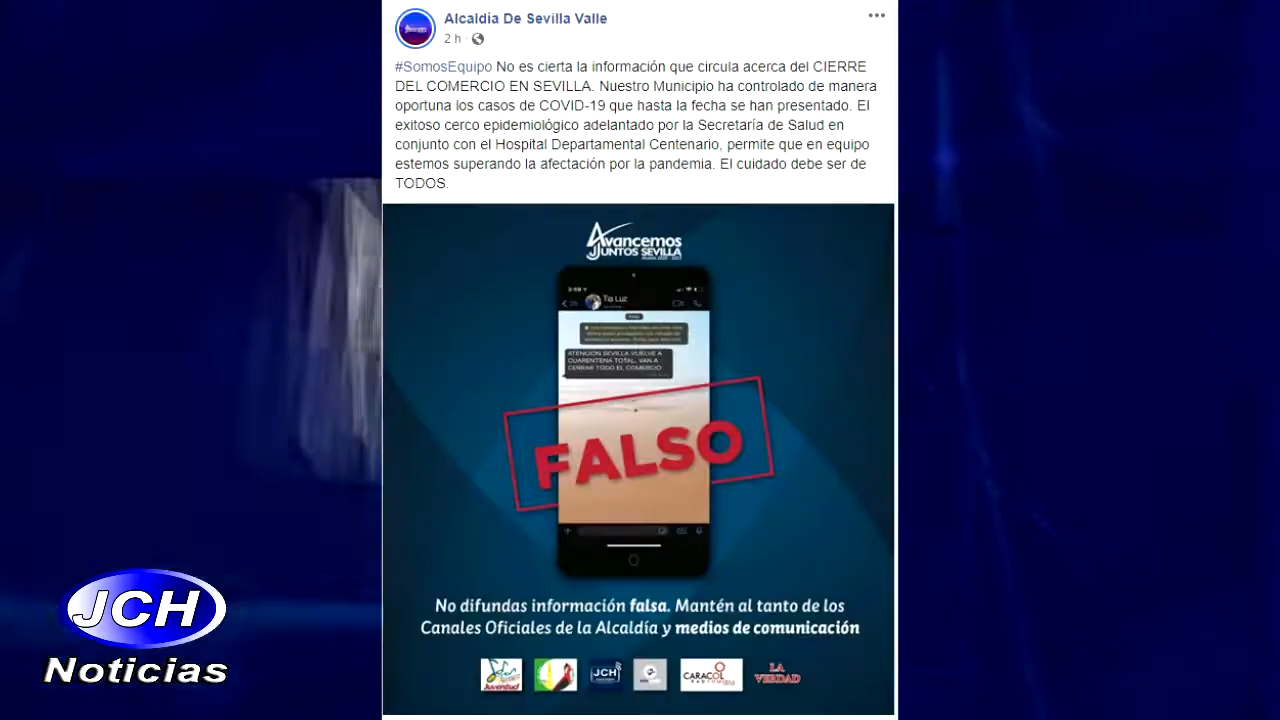 Alcaldía De Sevilla Valle
2 h ·
#SomosEquipo No es cierta la información que circula acerca del CIERRE
DEL COMERCIO EN SEVILLA. Nuestro Municipio ha controlado de manera
oportuna los casos de COVID-19 que hasta la fecha se han presentado. El
exitoso cerco epidemiológico adelantado por la Secretaría de Salud en
conjunto con el Hospital Departamental Centenario, permite que en equipo
estemos superando la afectación por la pandemia. El cuidado debe ser de
TODOS.
Avancemos
JUNTOS SEVILLA
3:59
Tia Luz
ATENCION SEVILLA VUELVE A
CUARENTENA TOTAL, VAN A
CERRAR TODO EL COMERCIO
FALSO
No difundas información falsa. Mantén al tanto de los
Canales Oficiales de la Alcaldía y medios de comunicación
Juventud
JCH
CARACOL
RADIO
LA
VERDAD
JCH
Noticias